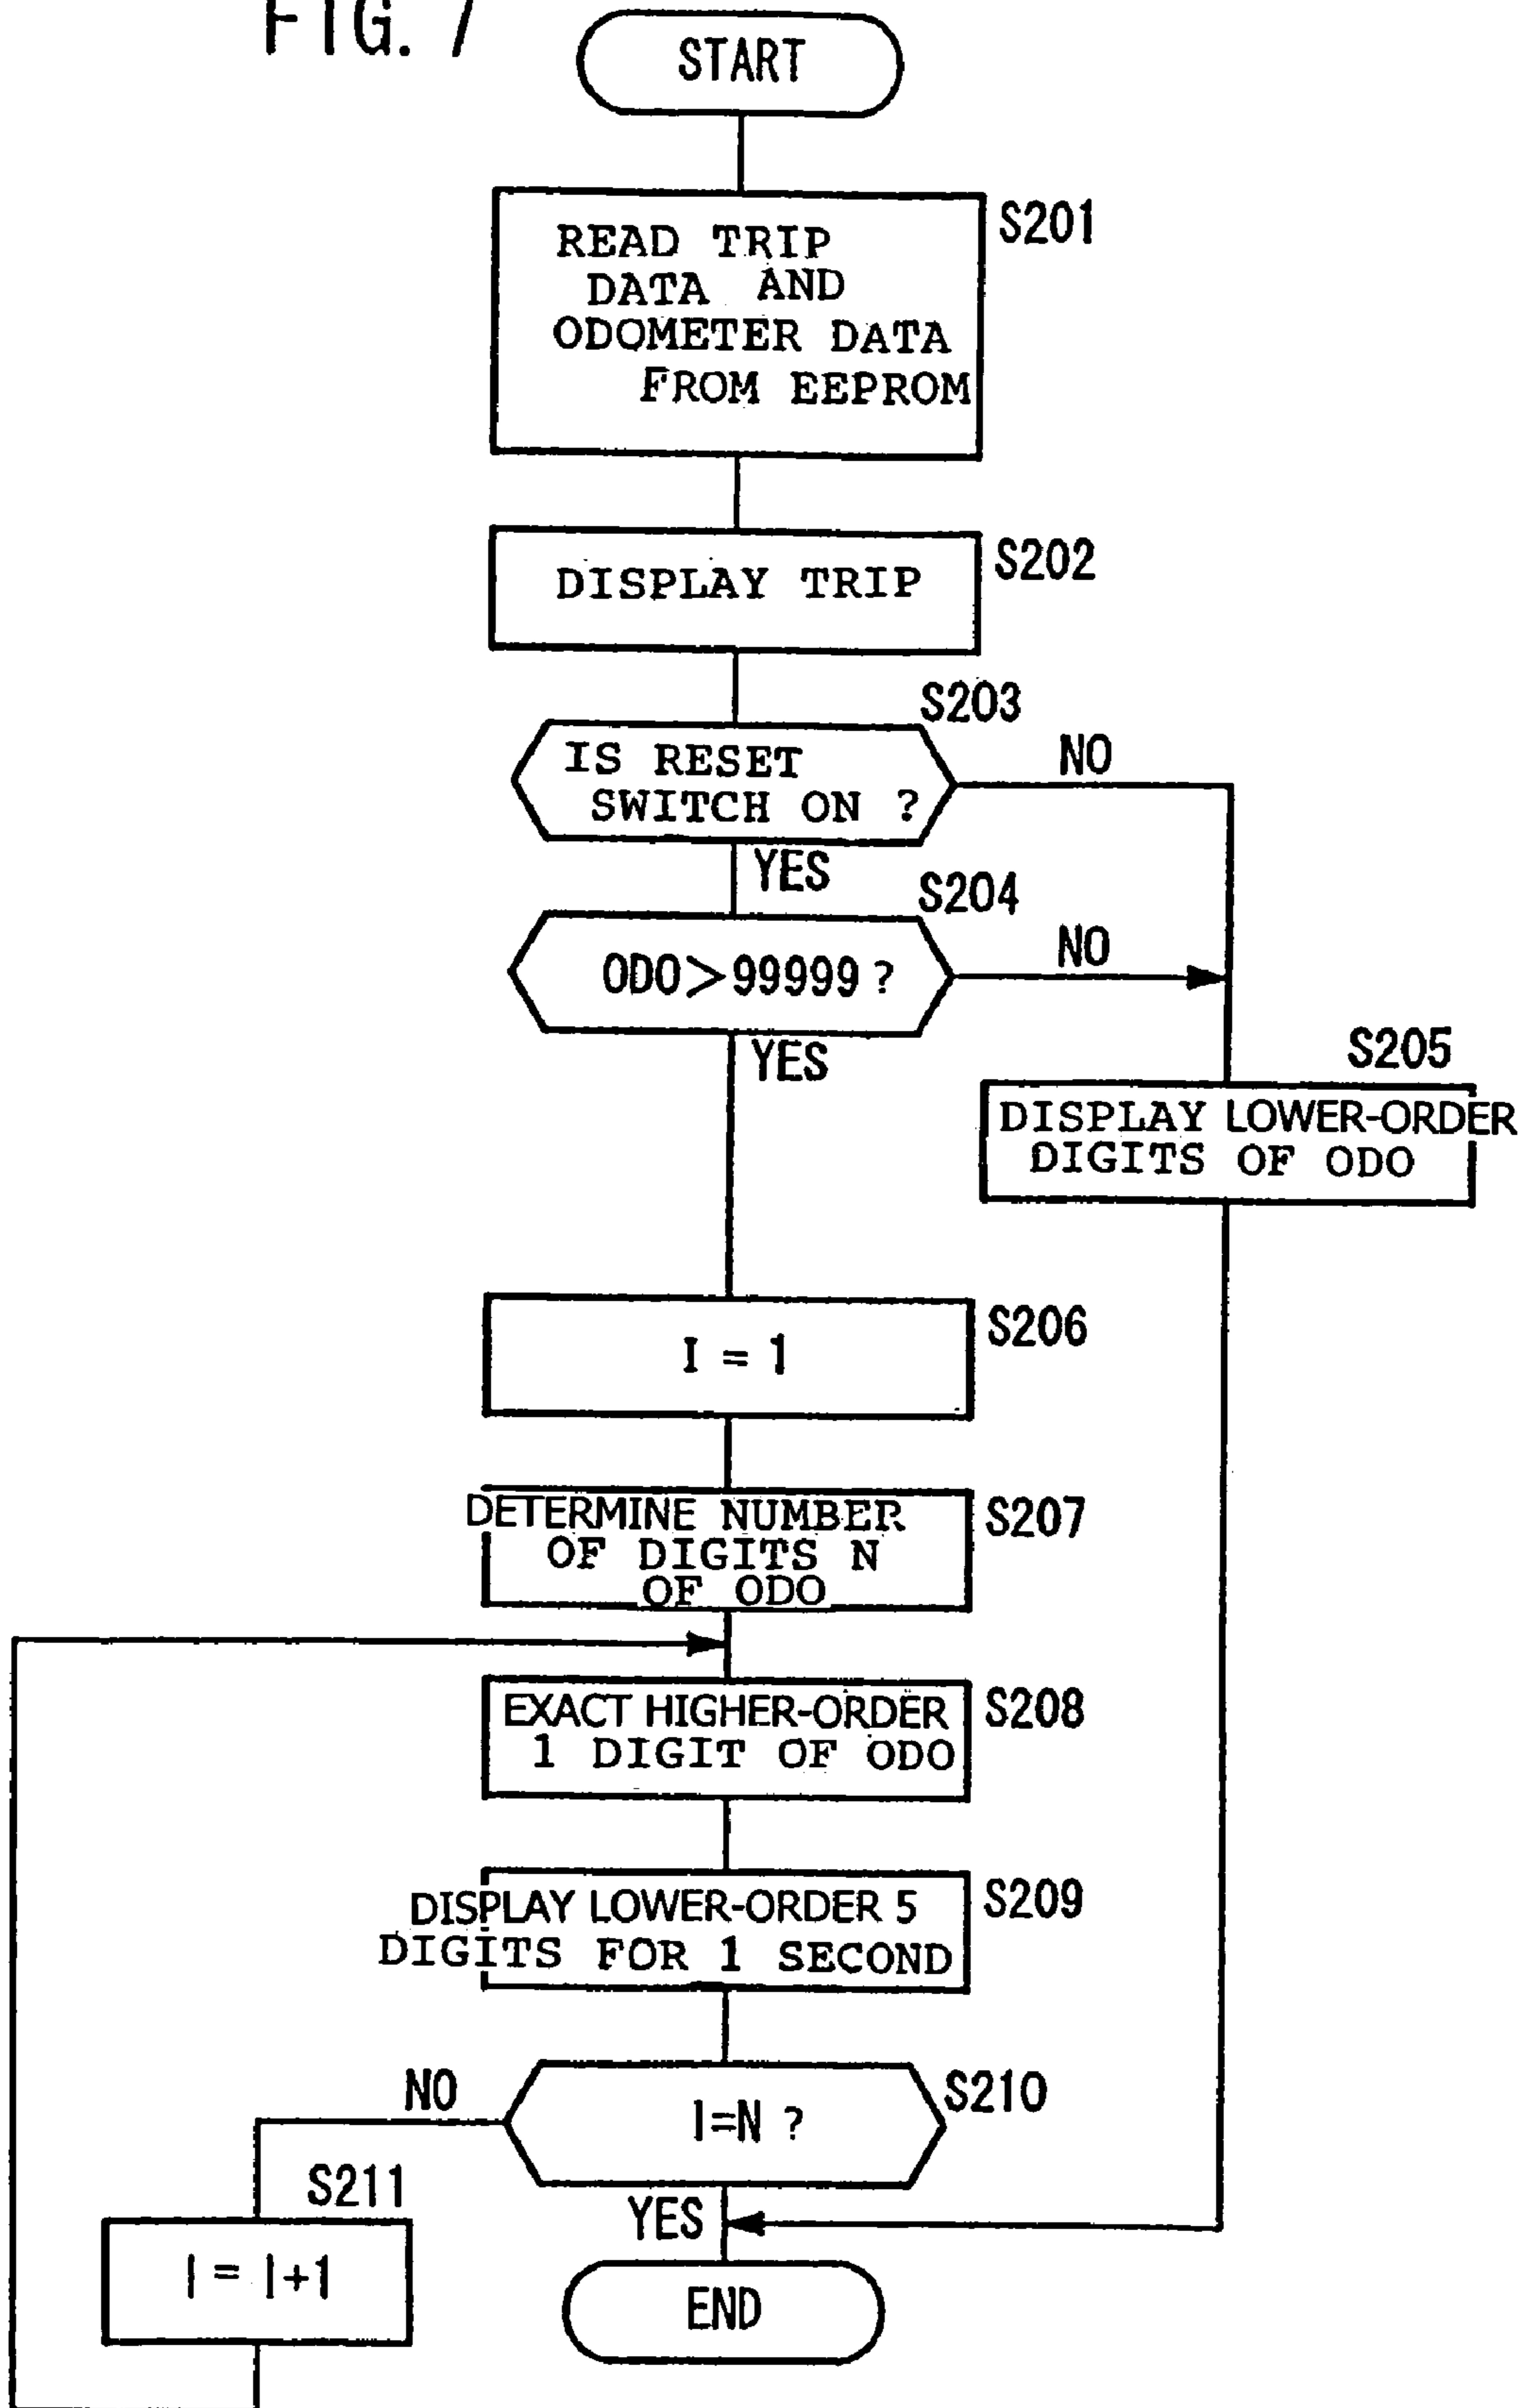 FIG. 7
START
S201
READ TRIP
DATA AND
ODOMETER DATA
FROM EEPROM
S202
DISPLAY TRIP
S203
IS RESET
SWITCH ON ?
NO
YES
S204
ODO>99999 ?
NO
YES
S205
DISPLAY LOWER-ORDER
DIGITS OF ODO
S206
I = 1
S207
DETERMINE NUMBER
OF DIGITS N
OF ODO
S208
EXACT HIGHER-ORDER
1 DIGIT OF ODO
S209
DISPLAY LOWER-ORDER 5
DIGITS FOR 1 SECOND
S210
I=N ?
NO
YES
S211
I = I+1
END